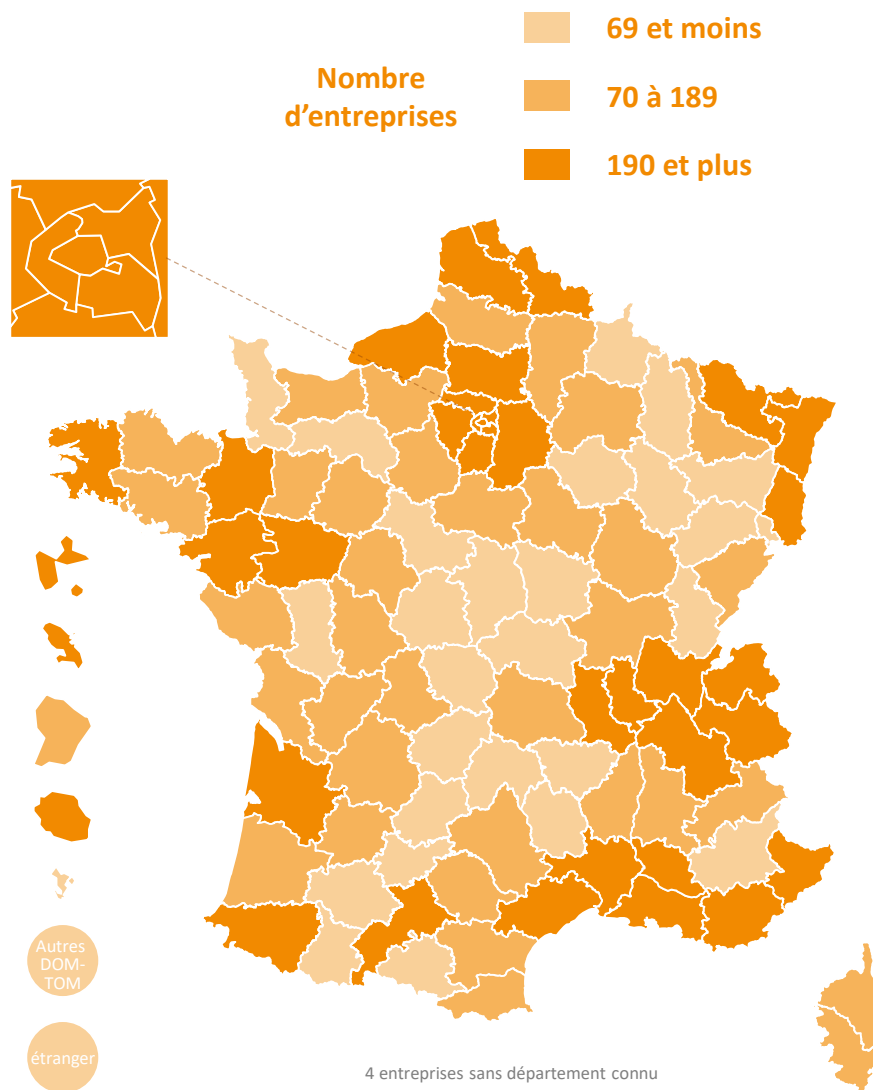 69 et moins
Nombre
d'entreprises
70 à 189
190 et plus
Autres
DOM-
TOM
étranger
4 entreprises sans département connu